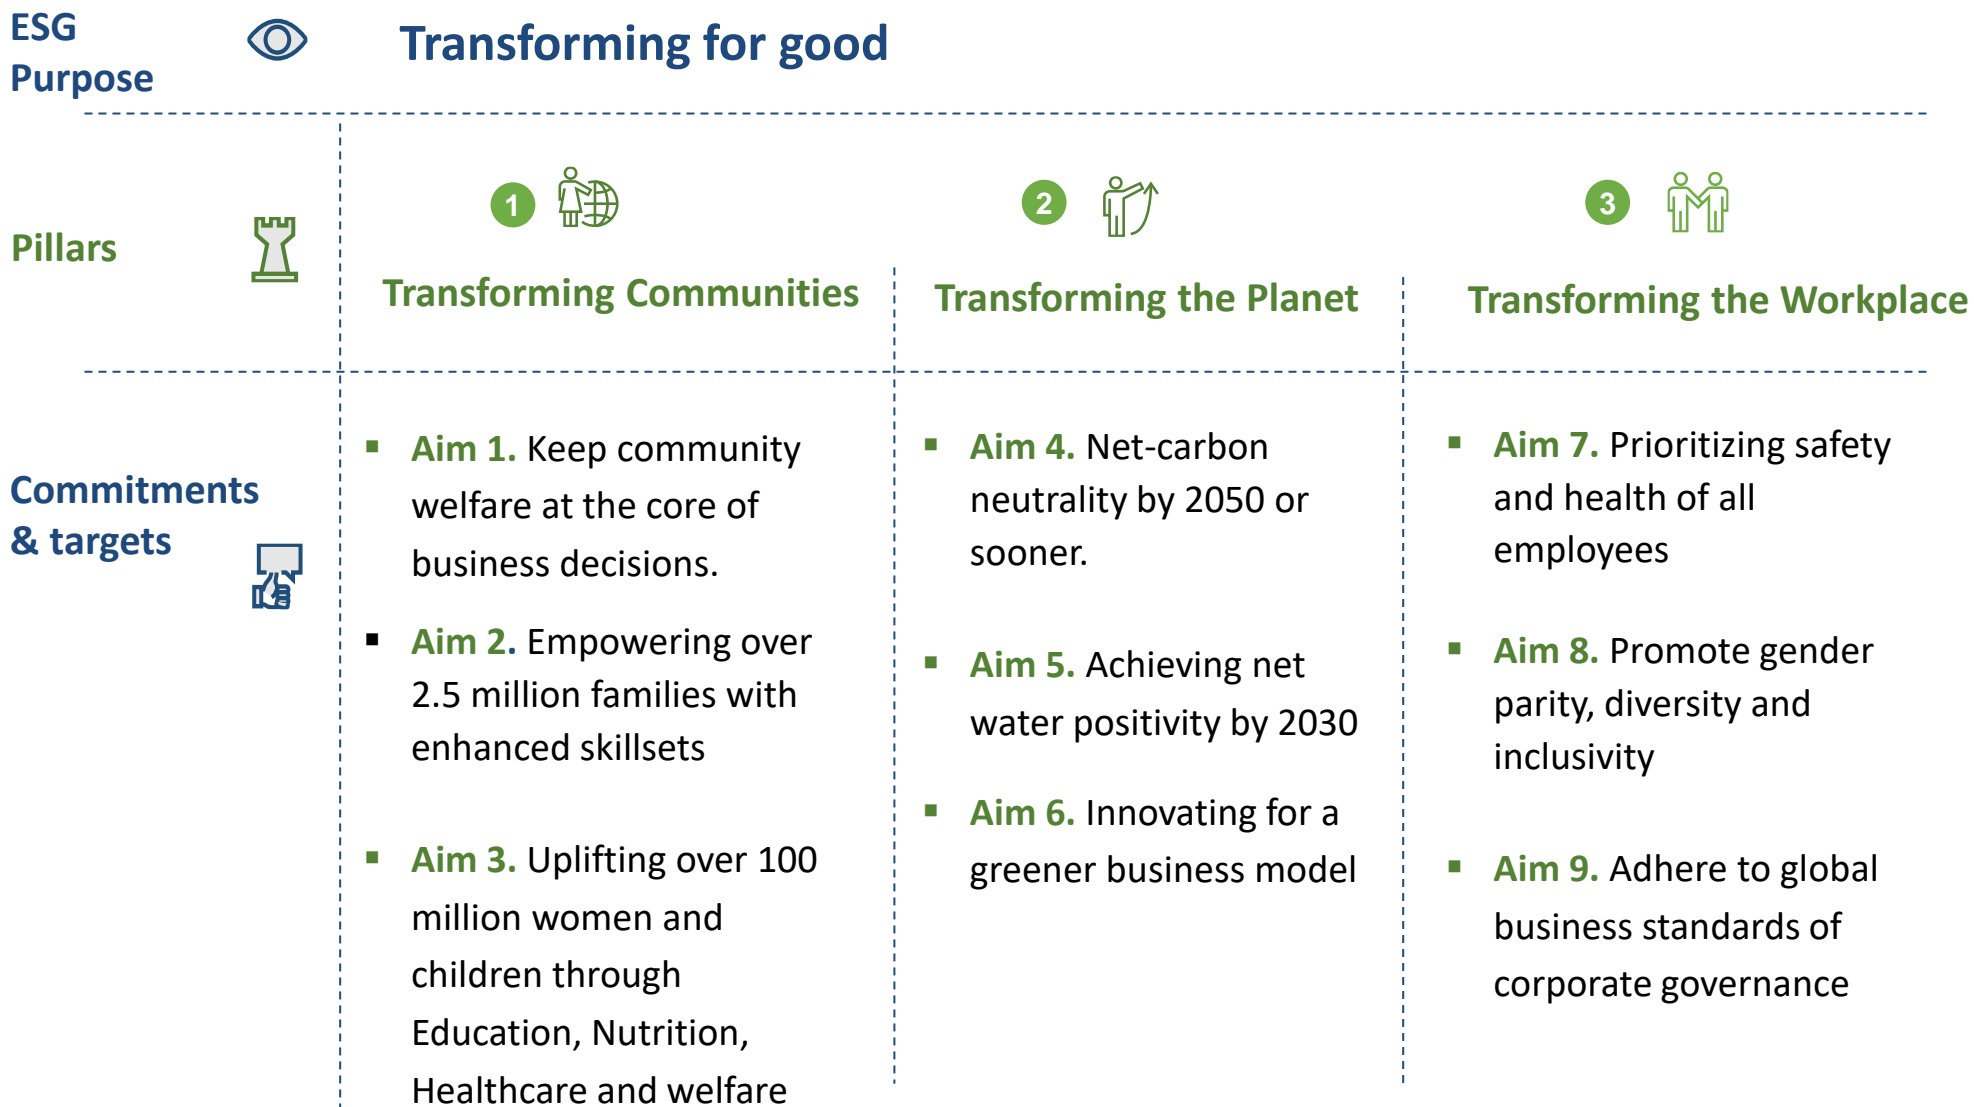 ESG
Purpose
Transforming for good
Pillars
1
Transforming Communities
2
Transforming the Planet
3
Transforming the Workplace
Commitments
& targets
▪ Aim 1. Keep community
welfare at the core of
business decisions.
▪ Aim 2. Empowering over
2.5 million families with
enhanced skillsets
▪ Aim 3. Uplifting over 100
million women and
children through
Education, Nutrition,
Healthcare and welfare
▪ Aim 4. Net-carbon
neutrality by 2050 or
sooner.
▪ Aim 5. Achieving net
water positivity by 2030
▪ Aim 6. Innovating for a
greener business model
▪ Aim 7. Prioritizing safety
and health of all
employees
▪ Aim 8. Promote gender
parity, diversity and
inclusivity
▪ Aim 9. Adhere to global
business standards of
corporate governance